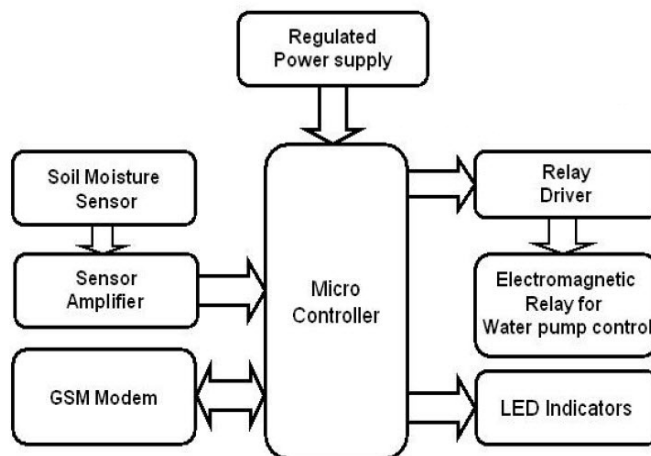 Regulated
Power supply
Soil Moisture
Sensor
Sensor
Amplifier
GSM Modem
Micro
Controller
Relay
Driver
Electromagnetic
Relay for
Water pump control
LED Indicators